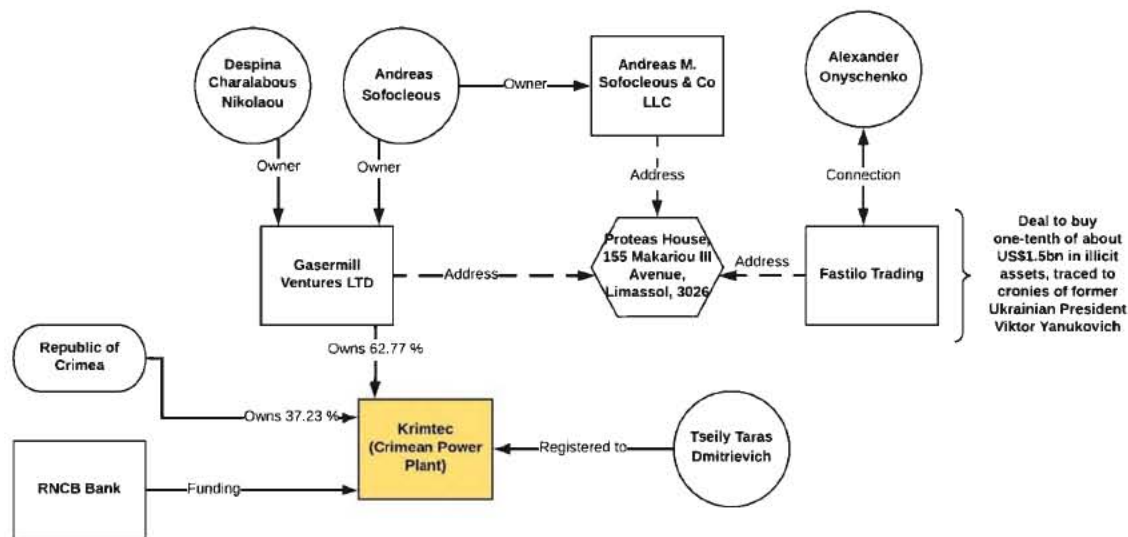 Despina
Charalabous
Nikolaou
Andreas
Sofocleous
Owner
Andreas M.
Sofocleous & Co
LLC
Alexander
Onyschenko
Owner
Owner
Address
Connection
Gasermill
Ventures LTD
Address
Proteas House,
155 Makariou III
Avenue,
Limassol, 3026
Address
Fastilo Trading
Deal to buy
one-tenth of about
US$1.5bn in illicit
assets, traced to
cronies of former
Ukrainian President
Viktor Yanukovich
Republic of
Crimea
Owns 62.77 %
Owns 37.23 %
Krimtec
(Crimean Power
Plant)
Registered to
Tseily Taras
Dmitrievich
RNCB Bank
Funding